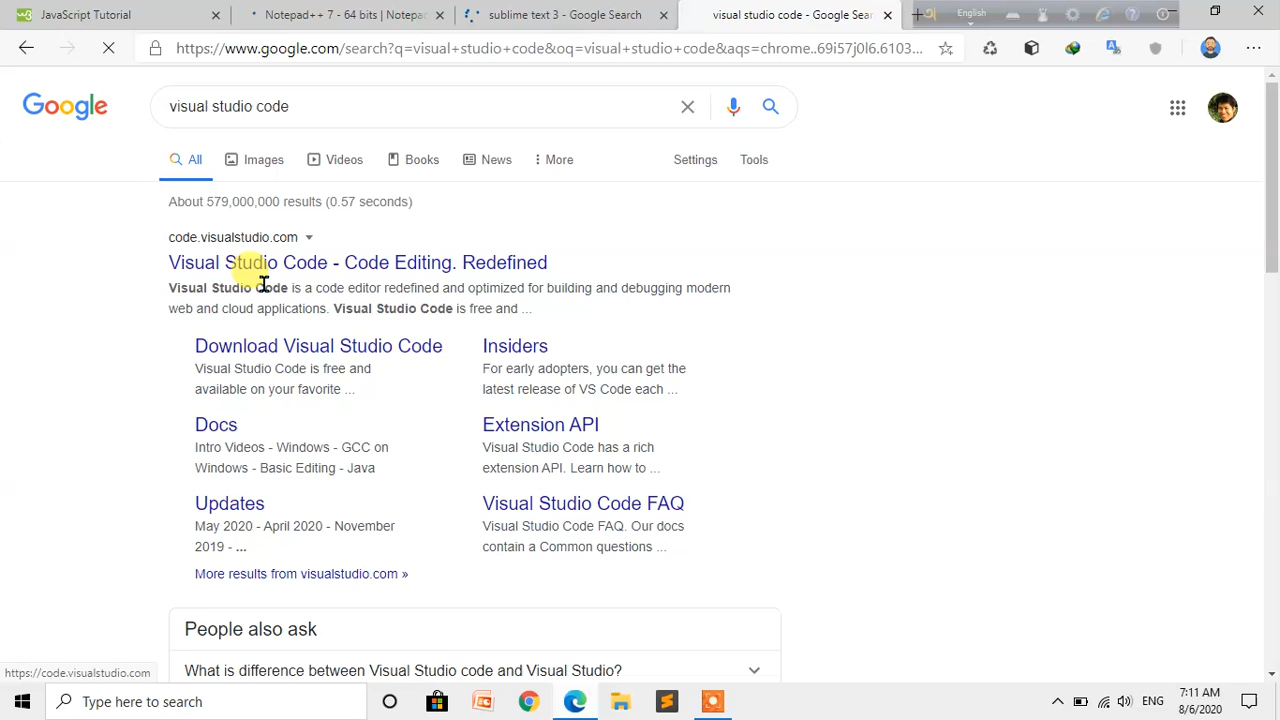 JavaScript Tutorial
Notepad++ 7 - 64 bits | Notepac
sublime text 3 - Google Search
visual studio code - Google Sear
https://www.google.com/search?q=visual+studio+code&oq=visual+studio+code&aqs=chrome..69i57j0l6.6103...
Google
visual studio code
All
Images
Videos
Books
News
More
Settings
Tools
About 579,000,000 results (0.57 seconds)
code.visualstudio.com
Visual Studio Code - Code Editing. Redefined
Visual Studio Code is a code editor redefined and optimized for building and debugging modern
web and cloud applications. Visual Studio Code is free and ...
Download Visual Studio Code
Visual Studio Code is free and
available on your favorite ...
Insiders
For early adopters, you can get the
latest release of VS Code each ...
Docs
Intro Videos - Windows - GCC on
Windows - Basic Editing - Java
Extension API
Visual Studio Code has a rich
extension API. Learn how to ...
Updates
May 2020 - April 2020 - November
2019 - ...
Visual Studio Code FAQ
Visual Studio Code FAQ. Our docs
contain a Common questions ...
More results from visualstudio.com »
People also ask
What is difference between Visual Studio code and Visual Studio?
https://code.visualstudio.com
Type here to search
ENG
7:11 AM
8/6/2020